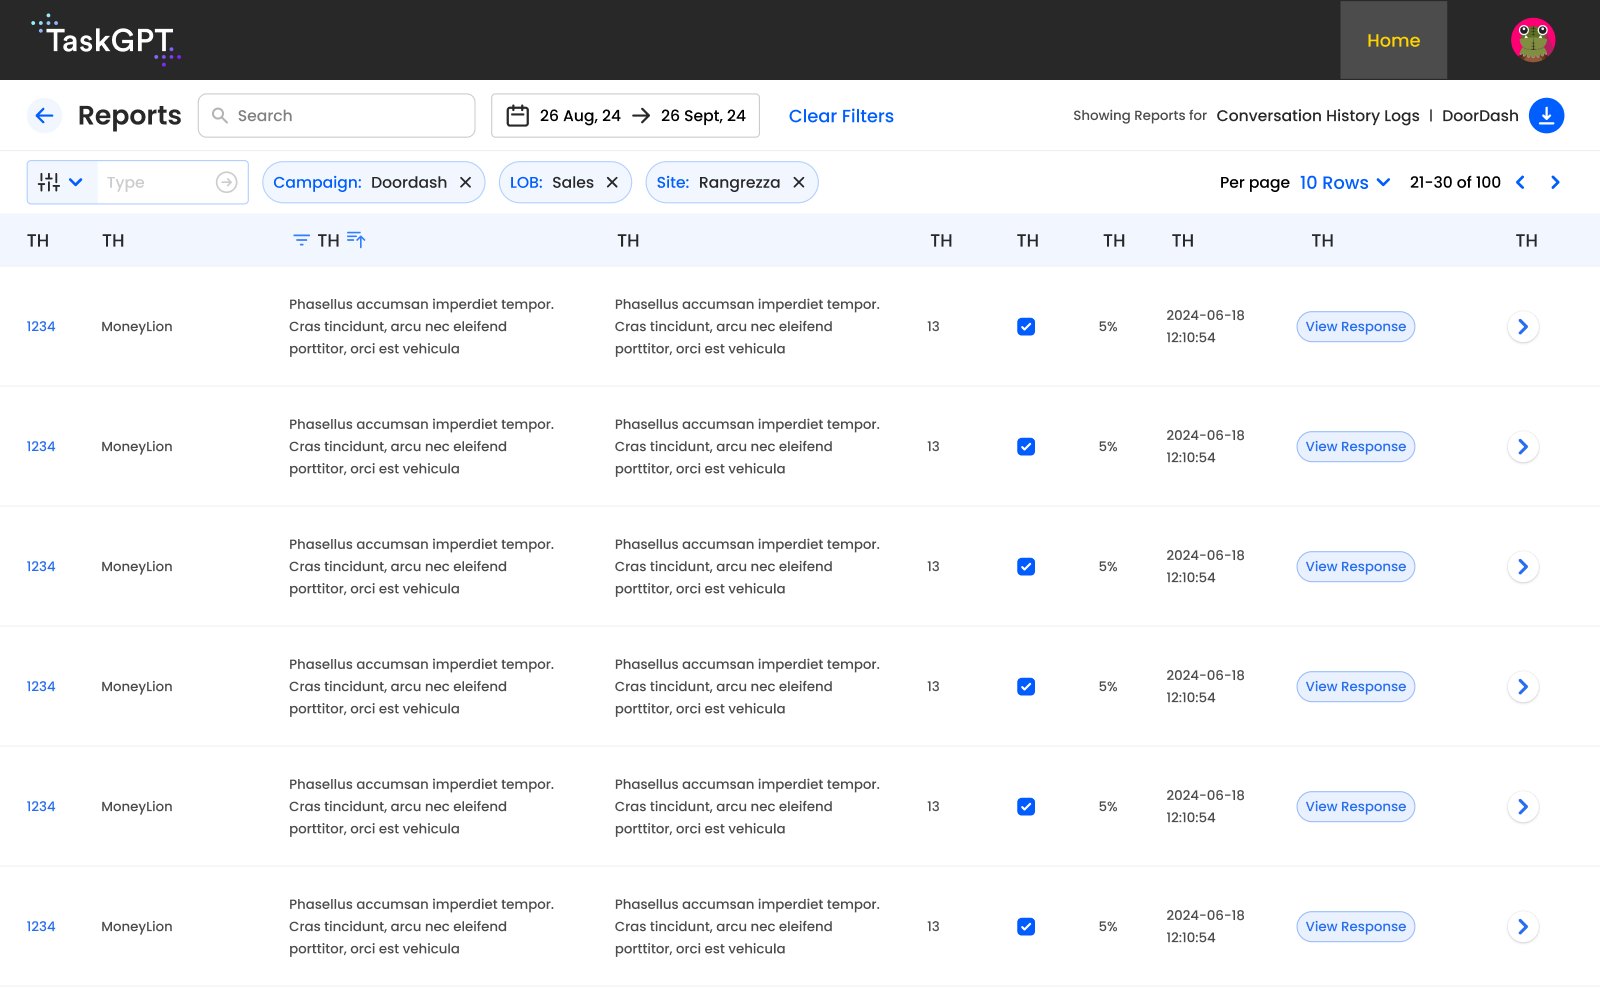 TaskGPT
Home
Reports
Search
26 Aug, 24
26 Sept, 24
Clear Filters
Showing Reports for Conversation History Logs | DoorDash
Type
Campaign: Doordash
LOB: Sales
Site: Rangrezza
Per page 10 Rows
21-30 of 100
TH TH TH TH TH TH TH TH TH TH
1234
MoneyLion
Phasellus accumsan imperdiet tempor.
Cras tincidunt, arcu nec eleifend
porttitor, orci est vehicula
Phasellus accumsan imperdiet tempor.
Cras tincidunt, arcu nec eleifend
porttitor, orci est vehicula
13
5%
2024-06-18
12:10:54
View Response
1234
MoneyLion
Phasellus accumsan imperdiet tempor.
Cras tincidunt, arcu nec eleifend
porttitor, orci est vehicula
Phasellus accumsan imperdiet tempor.
Cras tincidunt, arcu nec eleifend
porttitor, orci est vehicula
13
5%
2024-06-18
12:10:54
View Response
1234
MoneyLion
Phasellus accumsan imperdiet tempor.
Cras tincidunt, arcu nec eleifend
porttitor, orci est vehicula
Phasellus accumsan imperdiet tempor.
Cras tincidunt, arcu nec eleifend
porttitor, orci est vehicula
13
5%
2024-06-18
12:10:54
View Response
1234
MoneyLion
Phasellus accumsan imperdiet tempor.
Cras tincidunt, arcu nec eleifend
porttitor, orci est vehicula
Phasellus accumsan imperdiet tempor.
Cras tincidunt, arcu nec eleifend
porttitor, orci est vehicula
13
5%
2024-06-18
12:10:54
View Response
1234
MoneyLion
Phasellus accumsan imperdiet tempor.
Cras tincidunt, arcu nec eleifend
porttitor, orci est vehicula
Phasellus accumsan imperdiet tempor.
Cras tincidunt, arcu nec eleifend
porttitor, orci est vehicula
13
5%
2024-06-18
12:10:54
View Response
1234
MoneyLion
Phasellus accumsan imperdiet tempor.
Cras tincidunt, arcu nec eleifend
porttitor, orci est vehicula
Phasellus accumsan imperdiet tempor.
Cras tincidunt, arcu nec eleifend
porttitor, orci est vehicula
13
5%
2024-06-18
12:10:54
View Response